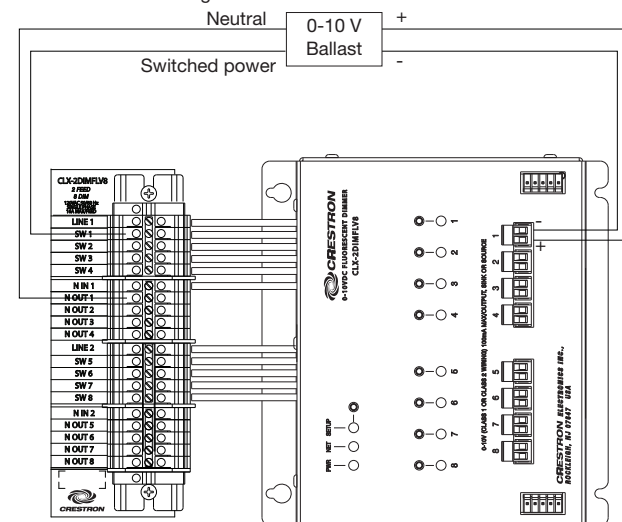 Neutral
0-10 V
Ballast
+
Switched power
-
CLX-2DIMFLV8
2 FEED
8 DIM
LINE 1
SW 1
SW 2
SW 3
SW 4
N IN 1
N OUT 1
N OUT 2
N OUT 3
N OUT 4
LINE 2
SW 5
SW 6
SW 7
SW 8
N IN 2
N OUT 5
N OUT 6
N OUT 7
N OUT 8
CRESTRON
CRESTRON
0-10VDC FLUORESCENT DIMMER
CLX-2DIMFLV8
SETUP
NET
PWR
1
2
3
4
5
6
7
8
-
+
1
2
3
4
5
6
7
8
0-10V (CLASS 1 OR CLASS 2 WIRING) 100mA MAX/OUTPUT, SINK OR SOURCE
CRESTRON ELECTRONICS INC.,
ROCKLEIGH, NJ 07647 USA